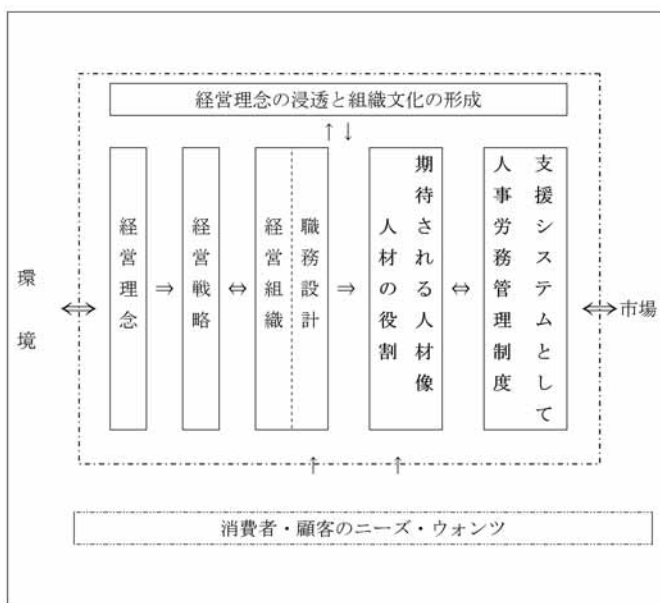 経営理念の浸透と組織文化の形成
↑ ↓
環境
⇔
経営理念
⇒
経営戦略
⇔
経営組織
職務設計
⇒
期待される人材像
人材の役割
⇔
支援システムとして
人事労務管理制度
⇔
市場
↑ ↑
消費者・顧客のニーズ・ウォンツ